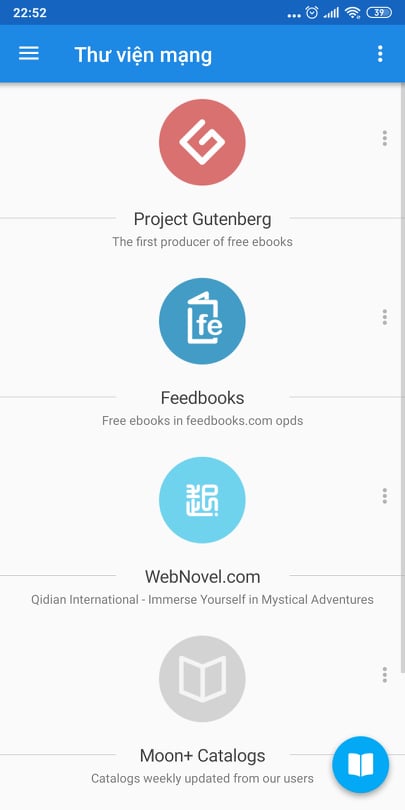 22:52
39
Thư viện mạng
Project Gutenberg
The first producer of free ebooks
fe
Feedbooks
Free ebooks in feedbooks.com opds
WebNovel.com
Qidian International - Immerse Yourself in Mystical Adventures
Moon+ Catalogs
Catalogs weekly updated from our users